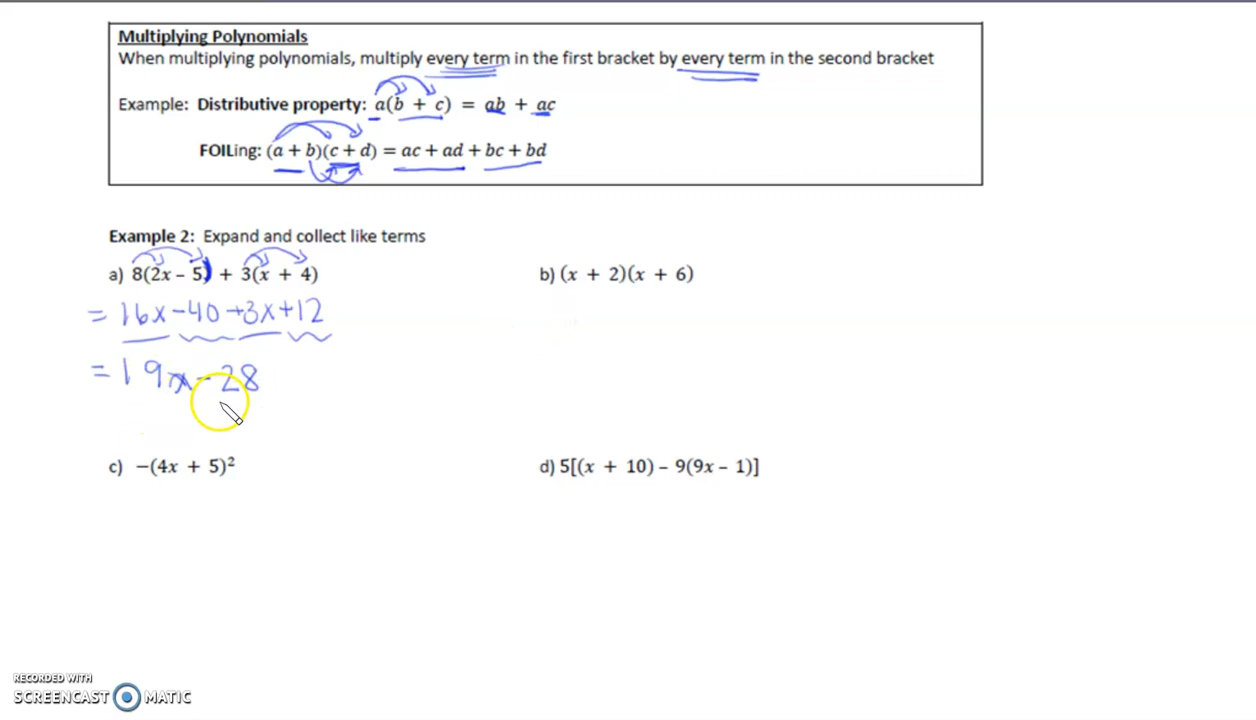 Multiplying Polynomials
When multiplying polynomials, multiply every term in the first bracket by every term in the second bracket
Example: Distributive property: a(b + c) = ab + ac
FOILing: (a + b)(c + d) = ac + ad + bc + bd
Example 2: Expand and collect like terms
a) 8(2x − 5) + 3(x + 4)
= 16x − 40 + 3x + 12
= 19x − 28
b) (x + 2)(x + 6)
c) −(4x + 5)²
d) 5[(x + 10) − 9(9x − 1)]
RECORDED WITH
SCREENCAST MATIC